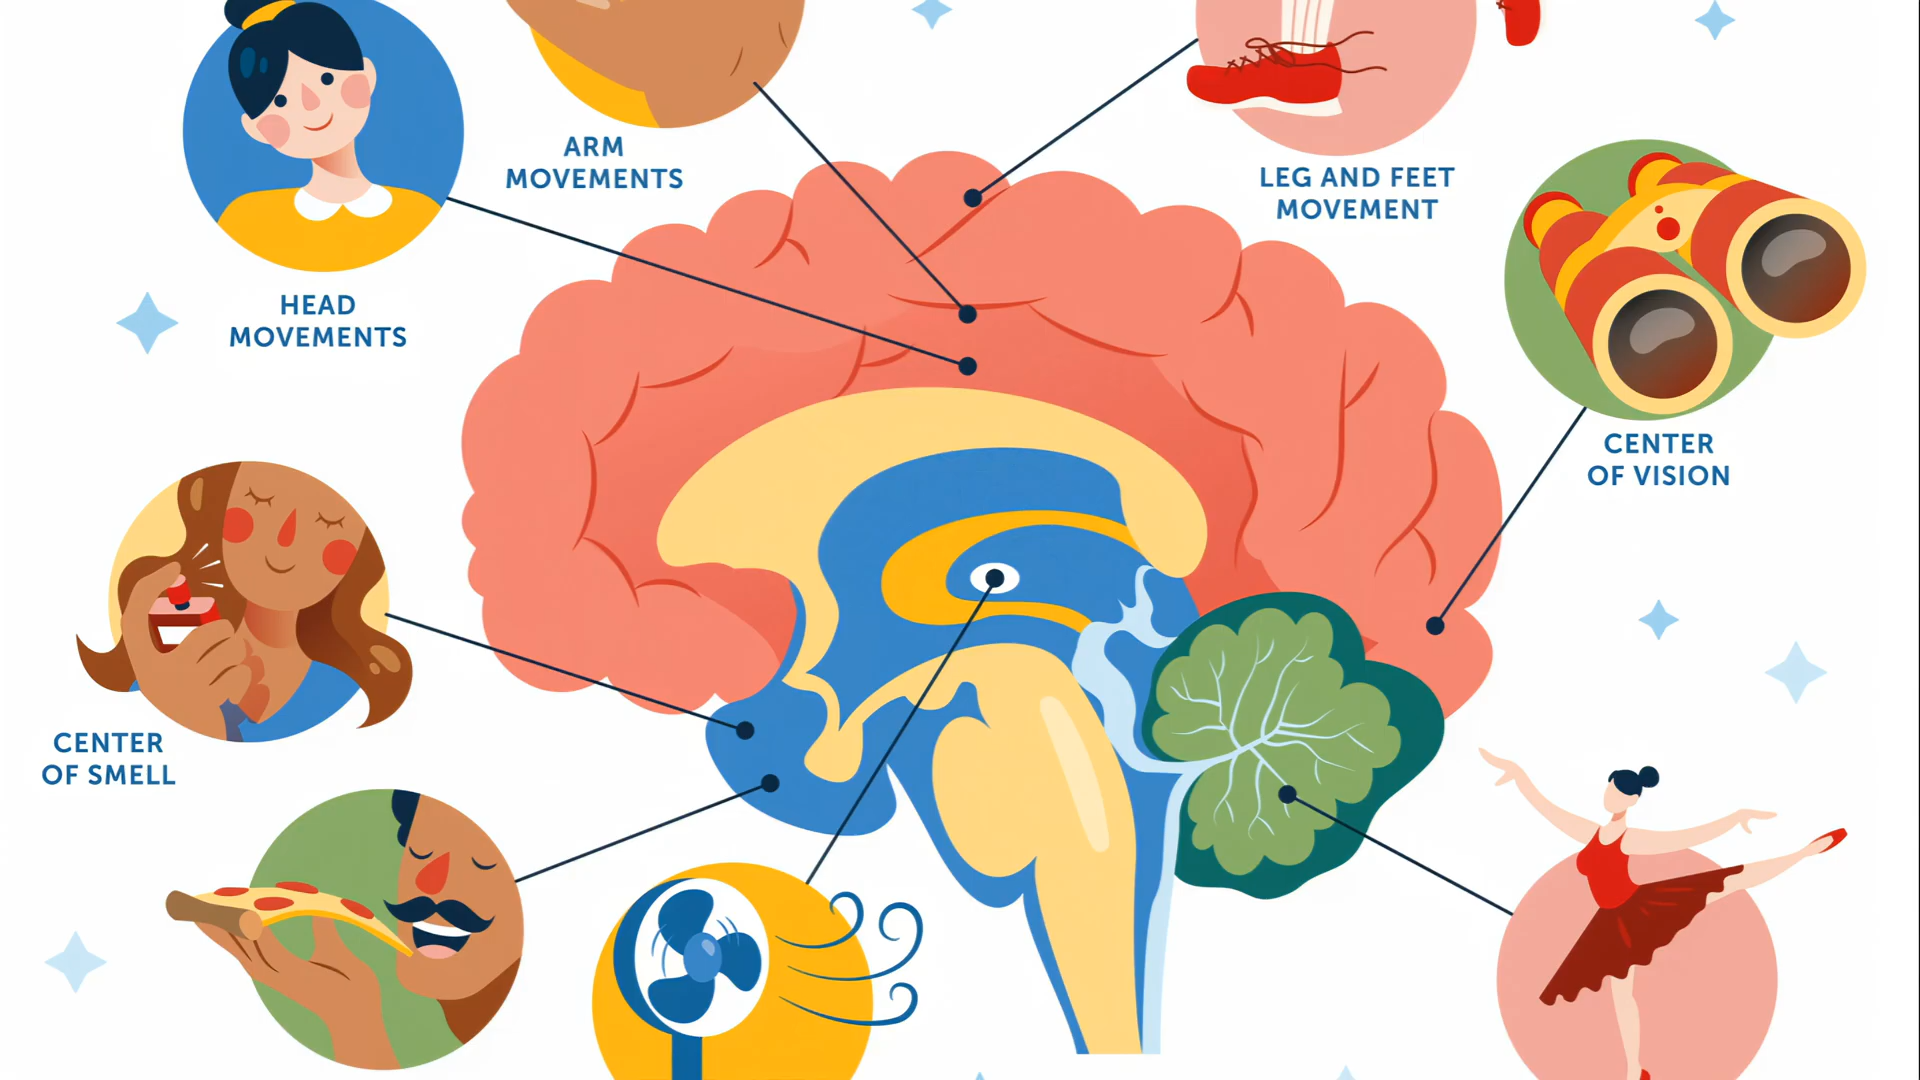 ARM
MOVEMENTS
LEG AND FEET
MOVEMENT
HEAD
MOVEMENTS
CENTER
OF VISION
CENTER
OF SMELL